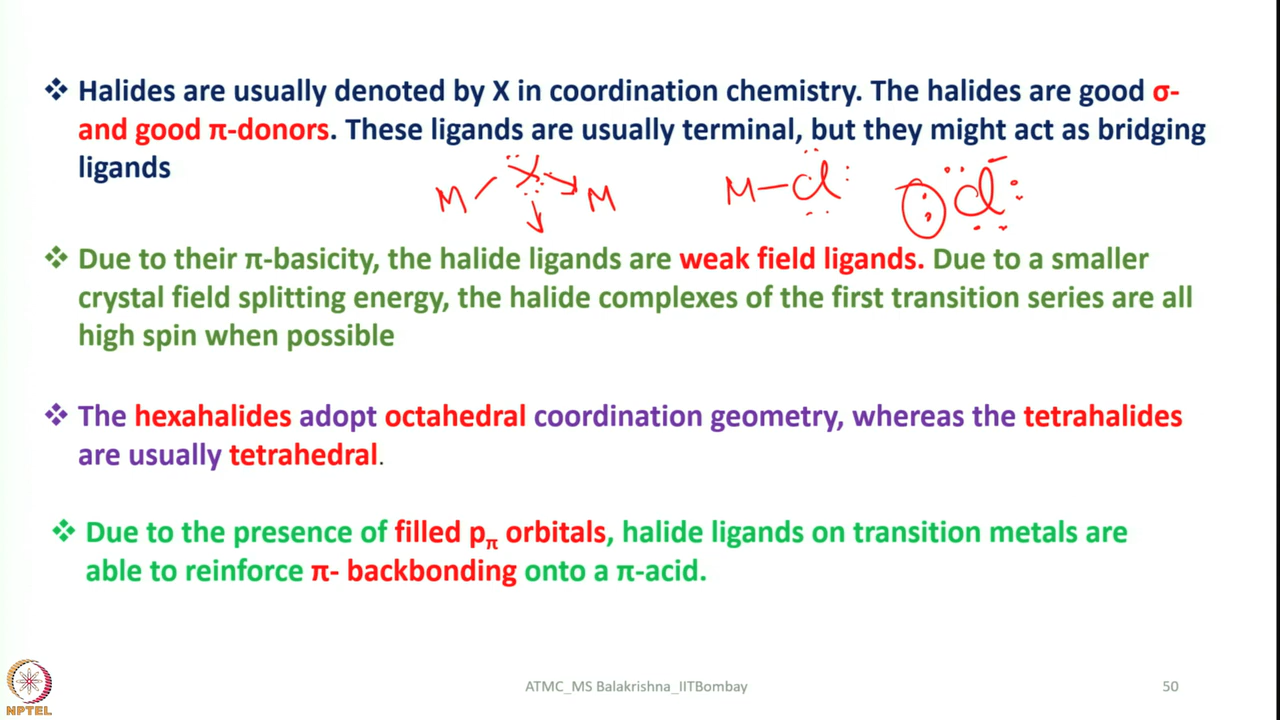 ❖ Halides are usually denoted by X in coordination chemistry. The halides are good σ-
and good π-donors. These ligands are usually terminal, but they might act as bridging
ligands
M X M M-Cl Cl⁻
❖ Due to their π-basicity, the halide ligands are weak field ligands. Due to a smaller
crystal field splitting energy, the halide complexes of the first transition series are all
high spin when possible
❖ The hexahalides adopt octahedral coordination geometry, whereas the tetrahalides
are usually tetrahedral.
❖ Due to the presence of filled pπ orbitals, halide ligands on transition metals are
able to reinforce π- backbonding onto a π-acid.
NPTEL
ATMC_MS Balakrishna_IITBombay
50